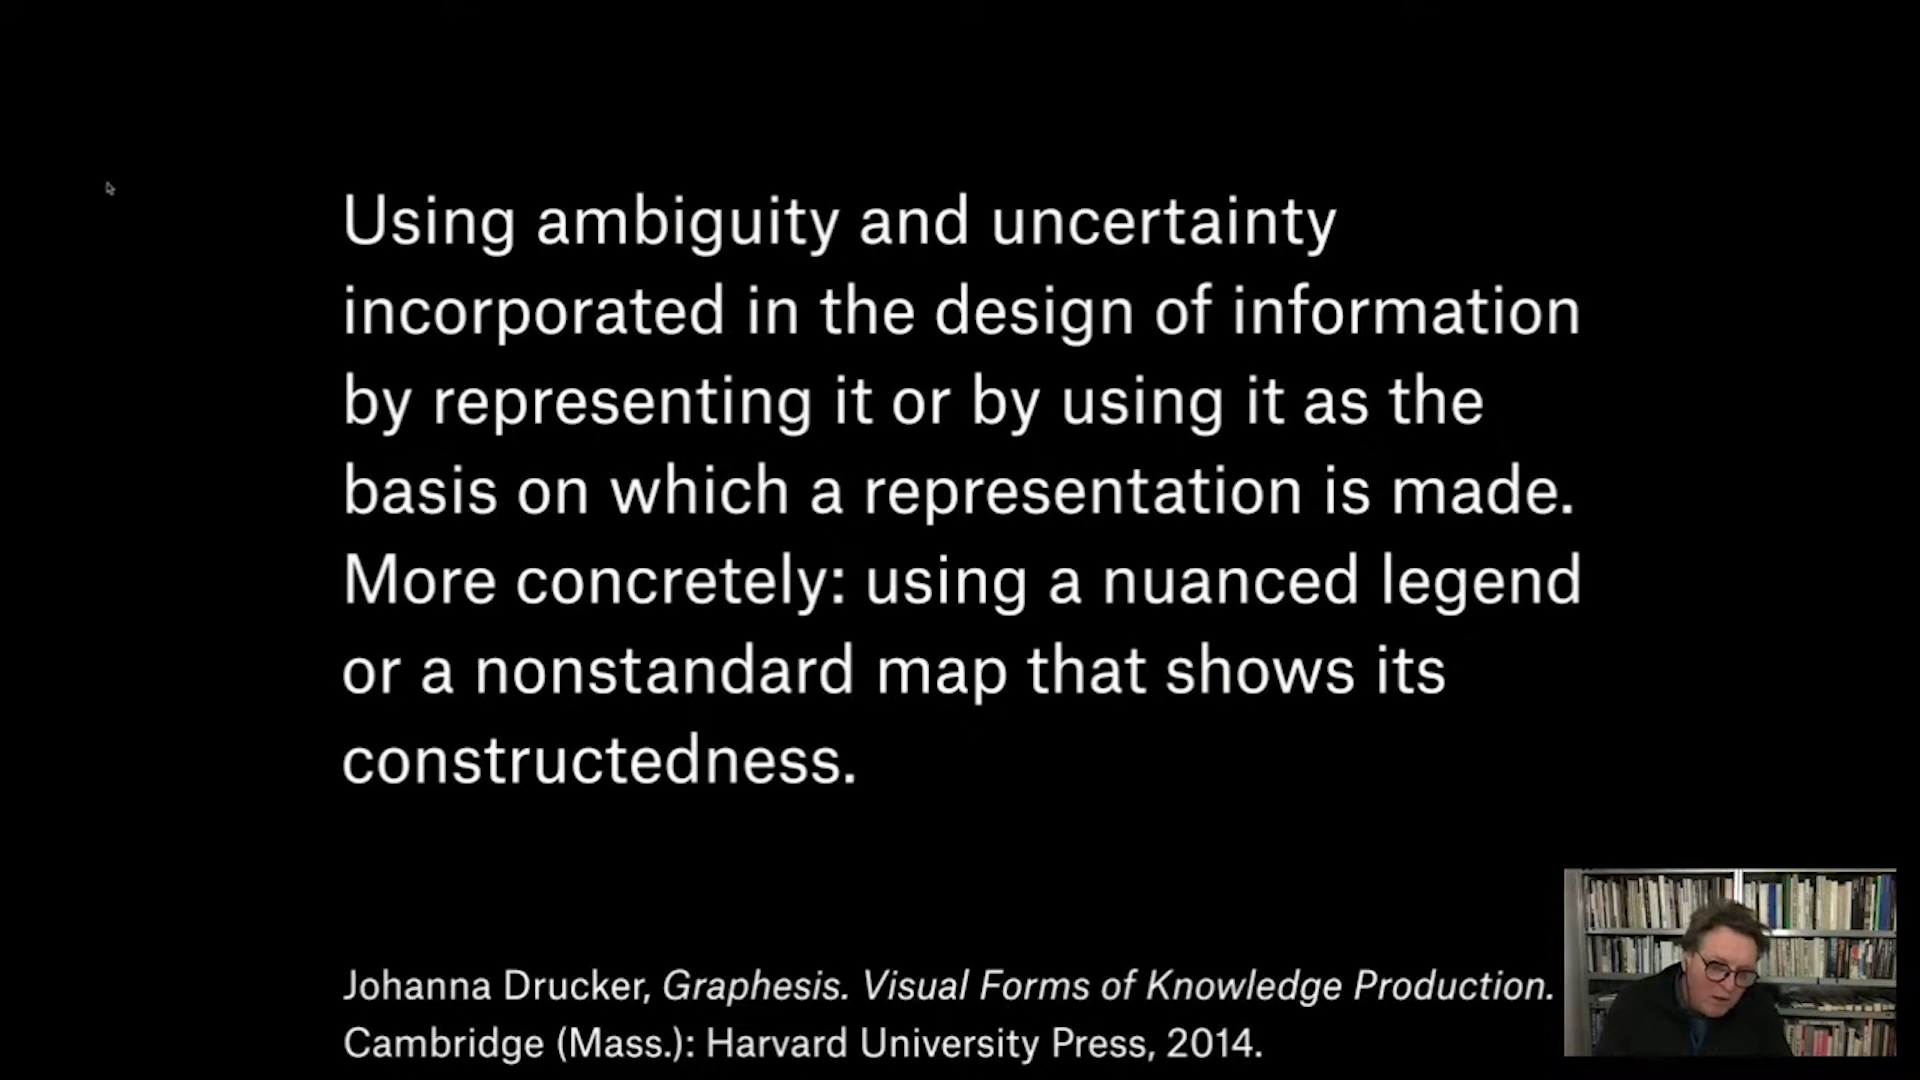 Using ambiguity and uncertainty
incorporated in the design of information
by representing it or by using it as the
basis on which a representation is made.
More concretely: using a nuanced legend
or a nonstandard map that shows its
constructedness.
Johanna Drucker, Graphesis. Visual Forms of Knowledge Production.
Cambridge (Mass.): Harvard University Press, 2014.